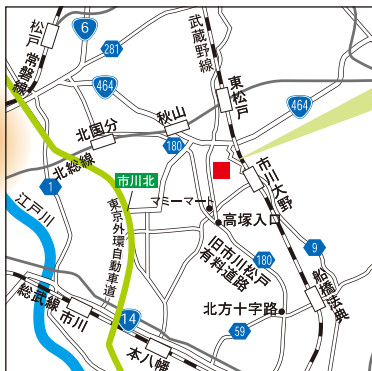 松戸
常磐線
6
281
464
武蔵野線
東松戸
464
秋山
北国分
180
北総線
1
市川北
市川大野
マミーマート
高塚入口
江戸川
東京外環自動車道
旧市川松戸
有料道路
180
9
船橋法典
総武線
市川
14
本八幡
北方十字路
59